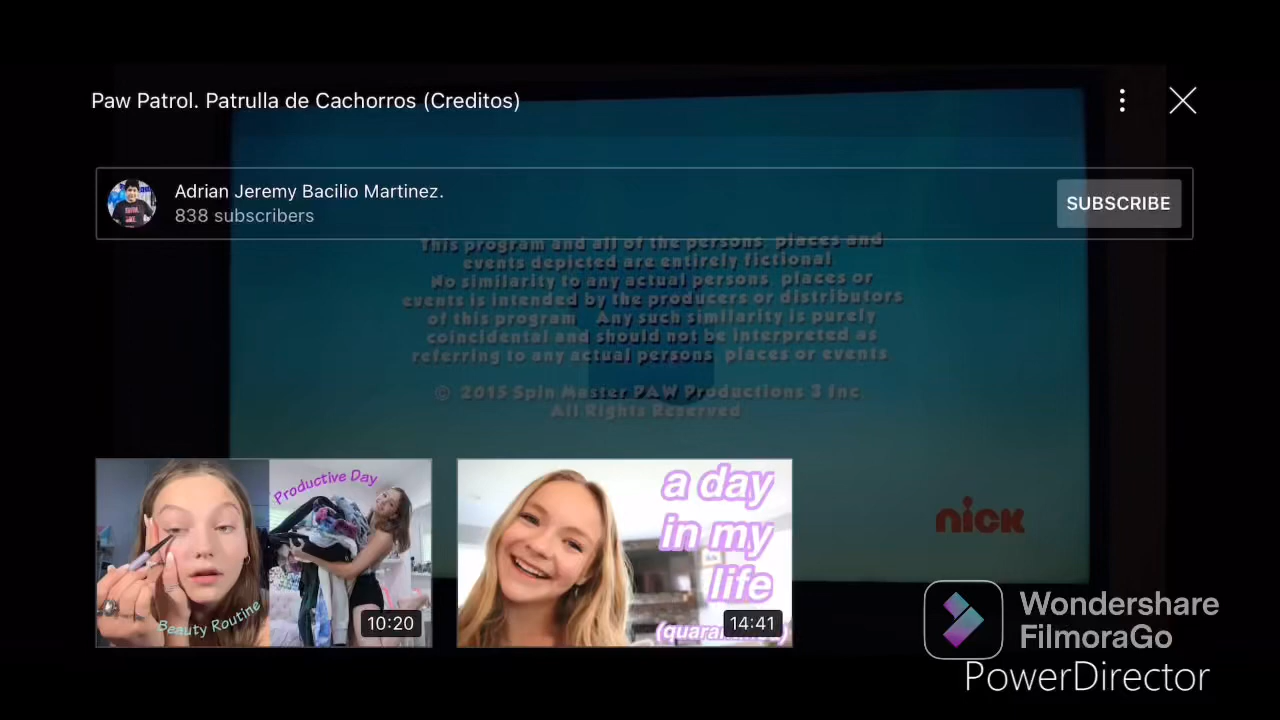 Paw Patrol. Patrulla de Cachorros (Creditos)
Adrian Jeremy Bacilio Martinez.
838 subscribers
SUBSCRIBE
This program and all of the persons, places and
events depicted are entirely fictional
No similarity to any actual persons, places or
events is intended by the producers or distributors
of this program. Any such similarity is purely
coincidental and should not be interpreted as
referring to any actual persons, places or events.
© 2015 Spin Master PAW Productions 3 Inc.
All Rights Reserved
nick
Productive Day
Beauty Routine
10:20
a day
in my
life
14:41
Wondershare
FilmoraGo
PowerDirector